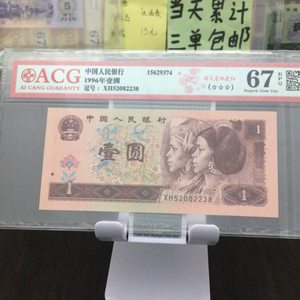 当天累计
三单包邮
ACG
AI CANG GUARANTY
中国人民银行
1996年壹圆
冠号: XH52082238
15629374
(☆☆☆)
67 EPQ
Superb Gem Unc
中国人民银行
壹圆
1
1
XH52082238